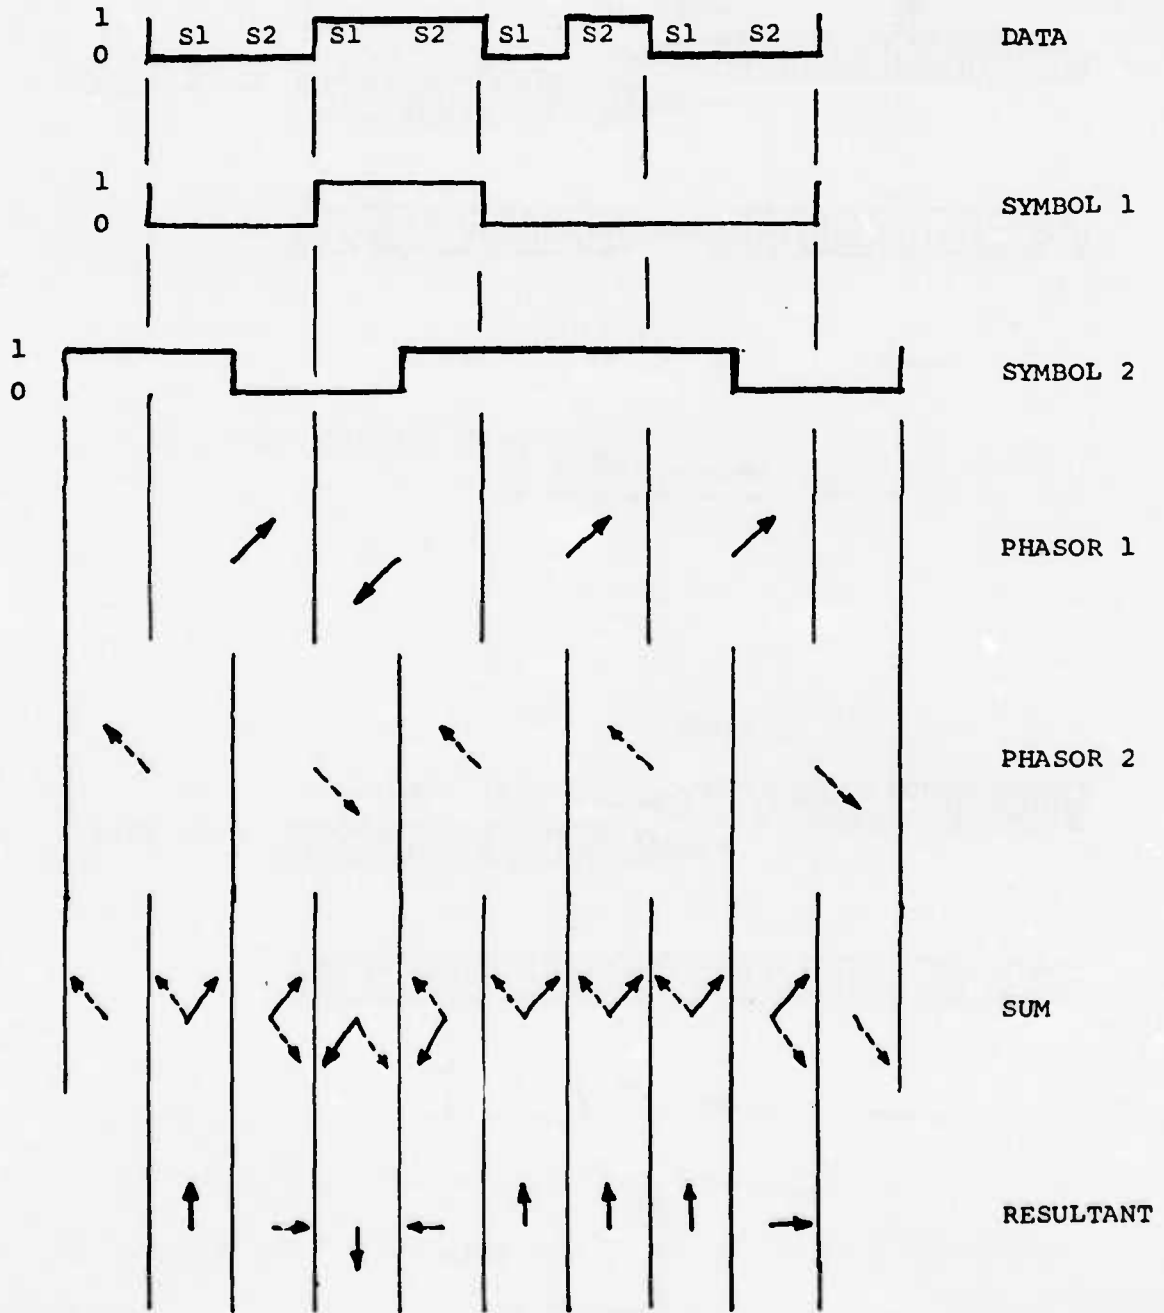 1
S1 S2 S1 S2 S1 S2 S1 S2
DATA
0
1
SYMBOL 1
0
1
SYMBOL 2
0
PHASOR 1
PHASOR 2
SUM
RESULTANT